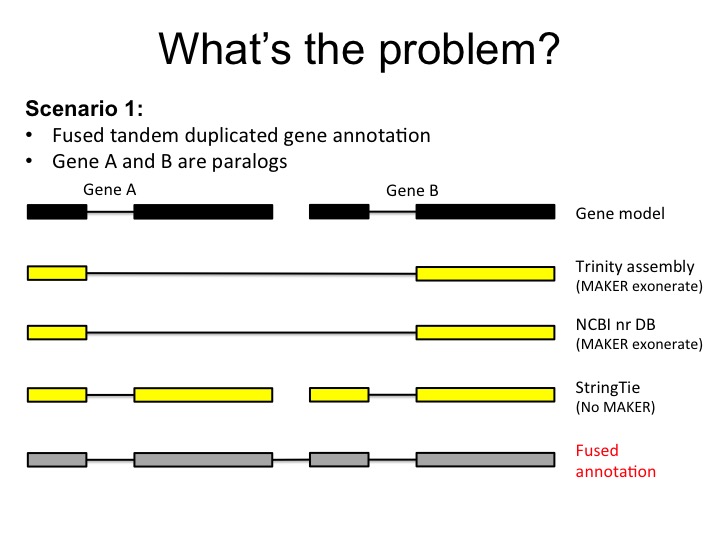 What's the problem?
Scenario 1:
• Fused tandem duplicated gene annotation
• Gene A and B are paralogs
Gene A
Gene B
Gene model
Trinity assembly
(MAKER exonerate)
NCBI nr DB
(MAKER exonerate)
StringTie
(No MAKER)
Fused
annotation